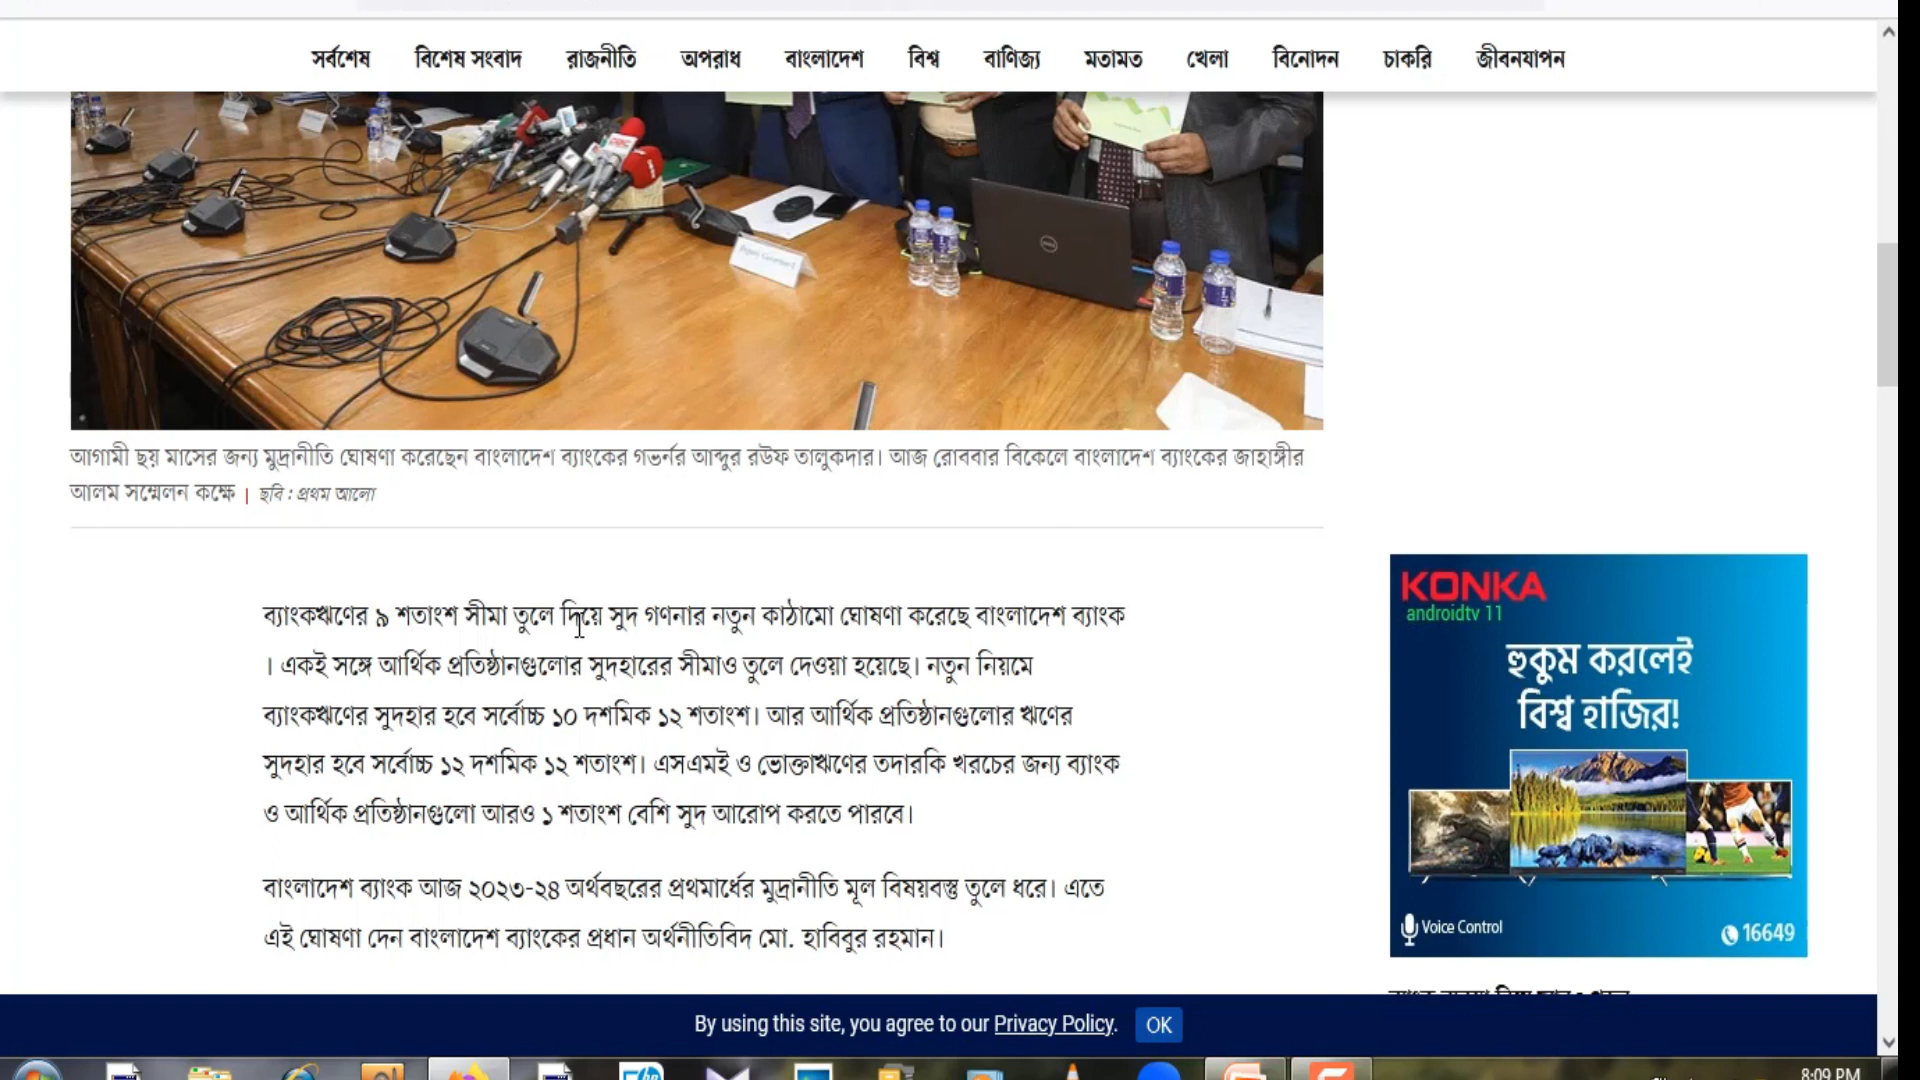 সর্বশেষ বিশেষ সংবাদ রাজনীতি অপরাধ বাংলাদেশ বিশ্ব বাণিজ্য মতামত খেলা বিনোদন চাকরি জীবনযাপন
আগামী ছয় মাসের জন্য মুদ্রানীতি ঘোষণা করেছেন বাংলাদেশ ব্যাংকের গভর্নর আব্দুর রউফ তালুকদার। আজ রোববার বিকেলে বাংলাদেশ ব্যাংকের জাহাঙ্গীর
আলম সম্মেলন কক্ষে | ছবি : প্রথম আলো
ব্যাংকঋণের ৯ শতাংশ সীমা তুলে দিয়ে সুদ গণনার নতুন কাঠামো ঘোষণা করেছে বাংলাদেশ ব্যাংক
। একই সঙ্গে আর্থিক প্রতিষ্ঠানগুলোর সুদহারের সীমাও তুলে দেওয়া হয়েছে। নতুন নিয়মে
ব্যাংকঋণের সুদহার হবে সর্বোচ্চ ১০ দশমিক ১২ শতাংশ। আর আর্থিক প্রতিষ্ঠানগুলোর ঋণের
সুদহার হবে সর্বোচ্চ ১২ দশমিক ১২ শতাংশ। এসএমই ও ভোক্তাঋণের তদারকি খরচের জন্য ব্যাংক
ও আর্থিক প্রতিষ্ঠানগুলো আরও ১ শতাংশ বেশি সুদ আরোপ করতে পারবে।
বাংলাদেশ ব্যাংক আজ ২০২৩-২৪ অর্থবছরের প্রথমার্ধের মুদ্রানীতি মূল বিষয়বস্তু তুলে ধরে। এতে
এই ঘোষণা দেন বাংলাদেশ ব্যাংকের প্রধান অর্থনীতিবিদ মো. হাবিবুর রহমান।
KONKA
androidtv 11
হুকুম করলেই
বিশ্ব হাজির!
Voice Control
16649
By using this site, you agree to our Privacy Policy. OK
8:09 PM